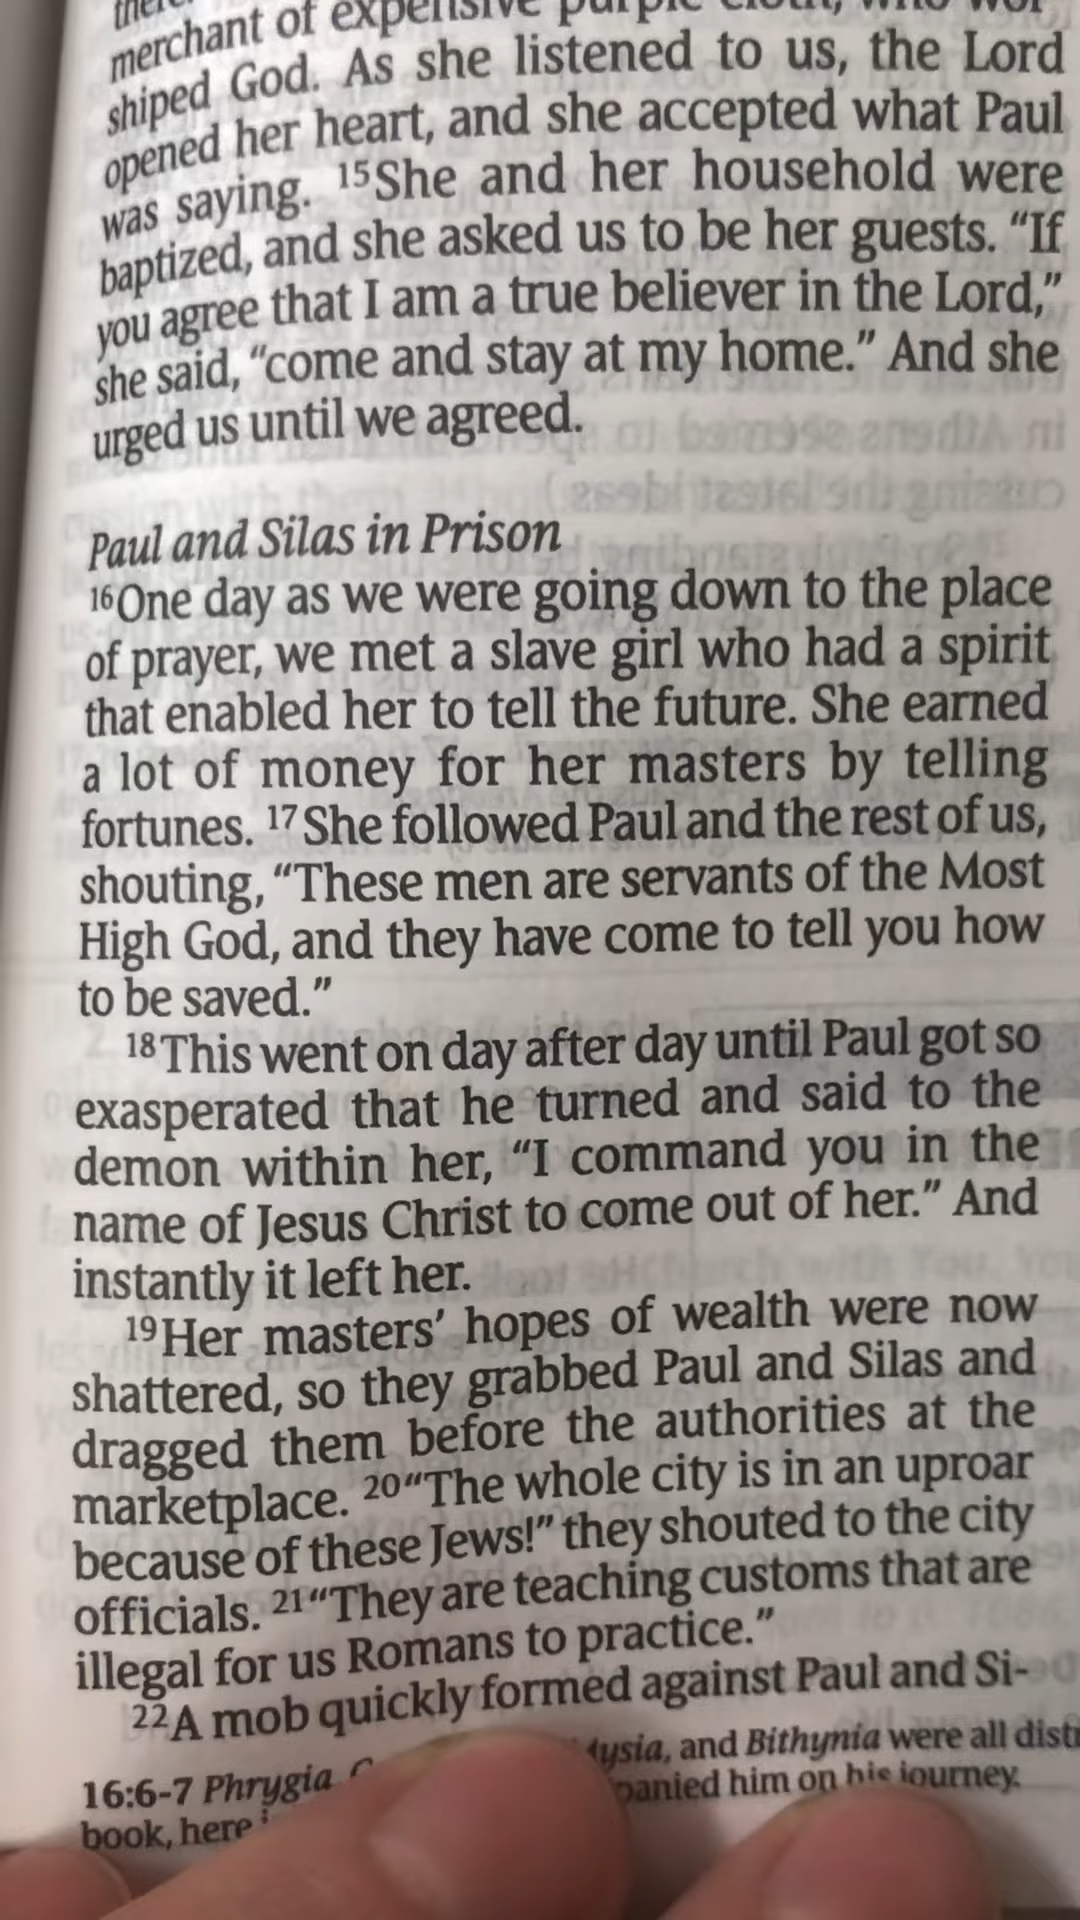 merchant of expensive purple cloth, who wor-
shiped God. As she listened to us, the Lord
opened her heart, and she accepted what Paul
was saying. 15She and her household were
baptized, and she asked us to be her guests. “If
you agree that I am a true believer in the Lord,”
she said, “come and stay at my home.” And she
urged us until we agreed.
Paul and Silas in Prison
16One day as we were going down to the place
of prayer, we met a slave girl who had a spirit
that enabled her to tell the future. She earned
a lot of money for her masters by telling
fortunes. 17She followed Paul and the rest of us,
shouting, “These men are servants of the Most
High God, and they have come to tell you how
to be saved.”
18This went on day after day until Paul got so
exasperated that he turned and said to the
demon within her, “I command you in the
name of Jesus Christ to come out of her.” And
instantly it left her.
19Her masters’ hopes of wealth were now
shattered, so they grabbed Paul and Silas and
dragged them before the authorities at the
marketplace. 20“The whole city is in an uproar
because of these Jews!” they shouted to the city
officials. 21“They are teaching customs that are
illegal for us Romans to practice.”
22A mob quickly formed against Paul and Si-
16:6-7 Phrygia, and Bithynia were all
book, here him on his journey.